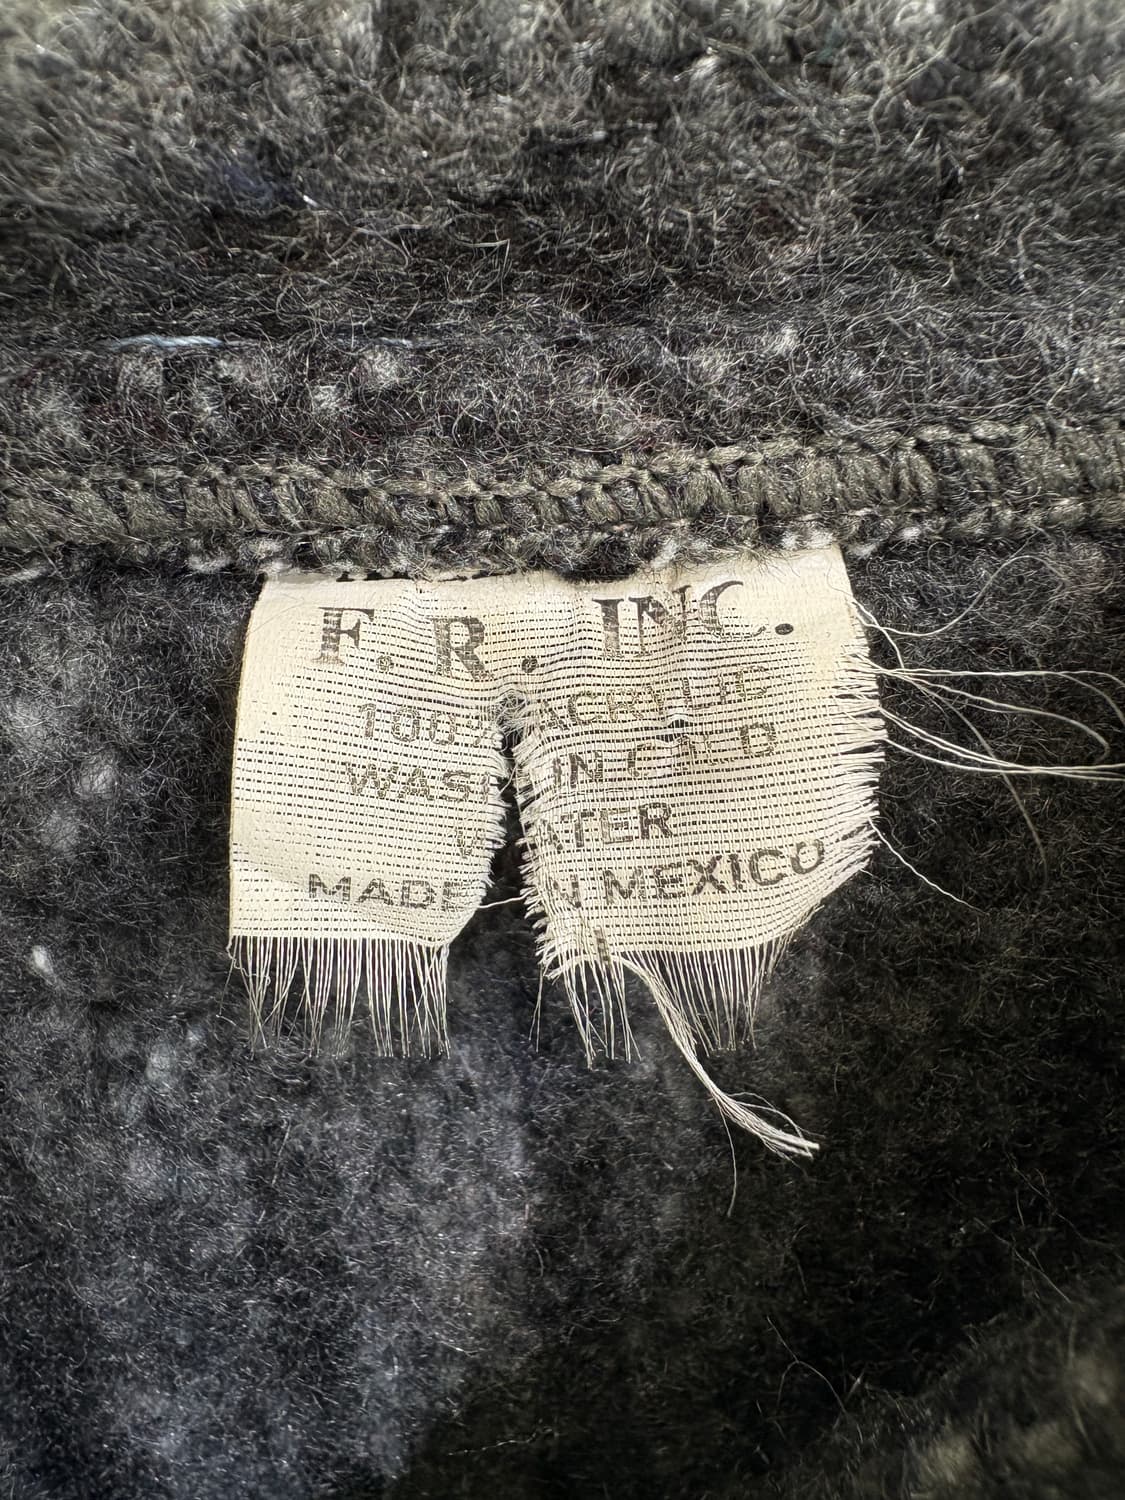 F. R. INC.
100% ACRYLIC
WASH IN COLD
WATER
MADE IN MEXICO